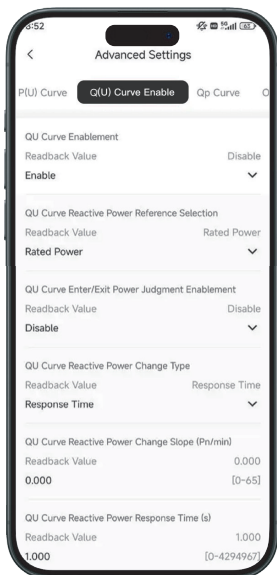 3:52
5G
63
Advanced Settings
P(U) Curve
Q(U) Curve Enable
Qp Curve
QU Curve Enablement
Readback Value Disable
Enable
QU Curve Reactive Power Reference Selection
Readback Value Rated Power
Rated Power
QU Curve Enter/Exit Power Judgment Enablement
Readback Value Disable
Disable
QU Curve Reactive Power Change Type
Readback Value Response Time
Response Time
QU Curve Reactive Power Change Slope (Pn/min)
Readback Value 0.000
0.000 [0-65]
QU Curve Reactive Power Response Time (s)
Readback Value 1.000
1.000 [0-4294967]